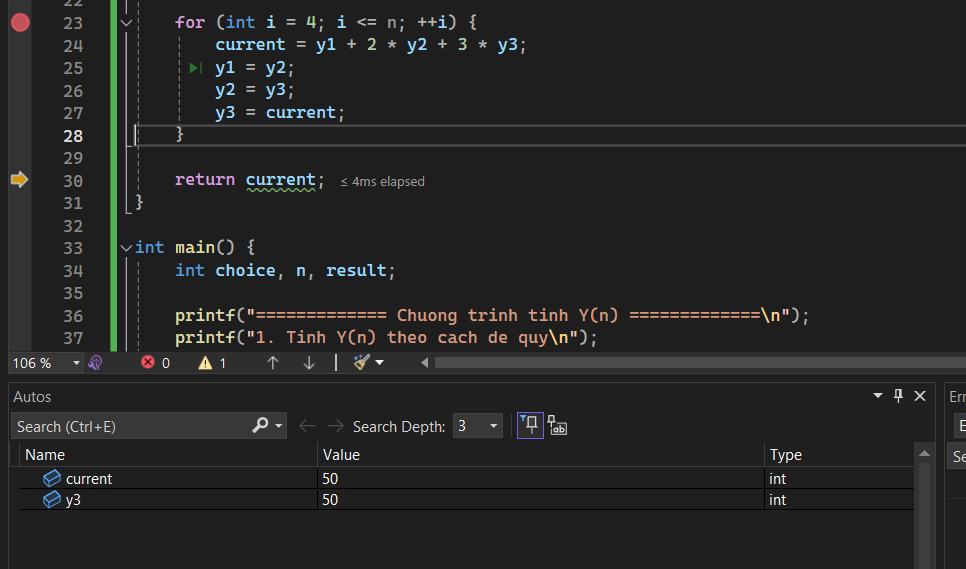 22
23 for (int i = 4; i <= n; ++i) {
24 current = y1 + 2 * y2 + 3 * y3;
25 y1 = y2;
26 y2 = y3;
27 y3 = current;
28 }
29
30 return current; ≤ 4ms elapsed
31 }
32
33 int main() {
34 int choice, n, result;
35
36 printf("============= Chuong trinh tinh Y(n) =============\n");
37 printf("1. Tinh Y(n) theo cach de quy\n");
106 % 0 1
Autos Err
Search (Ctrl+E) Search Depth: 3 E
Name Value Type Se
current 50 int
y3 50 int